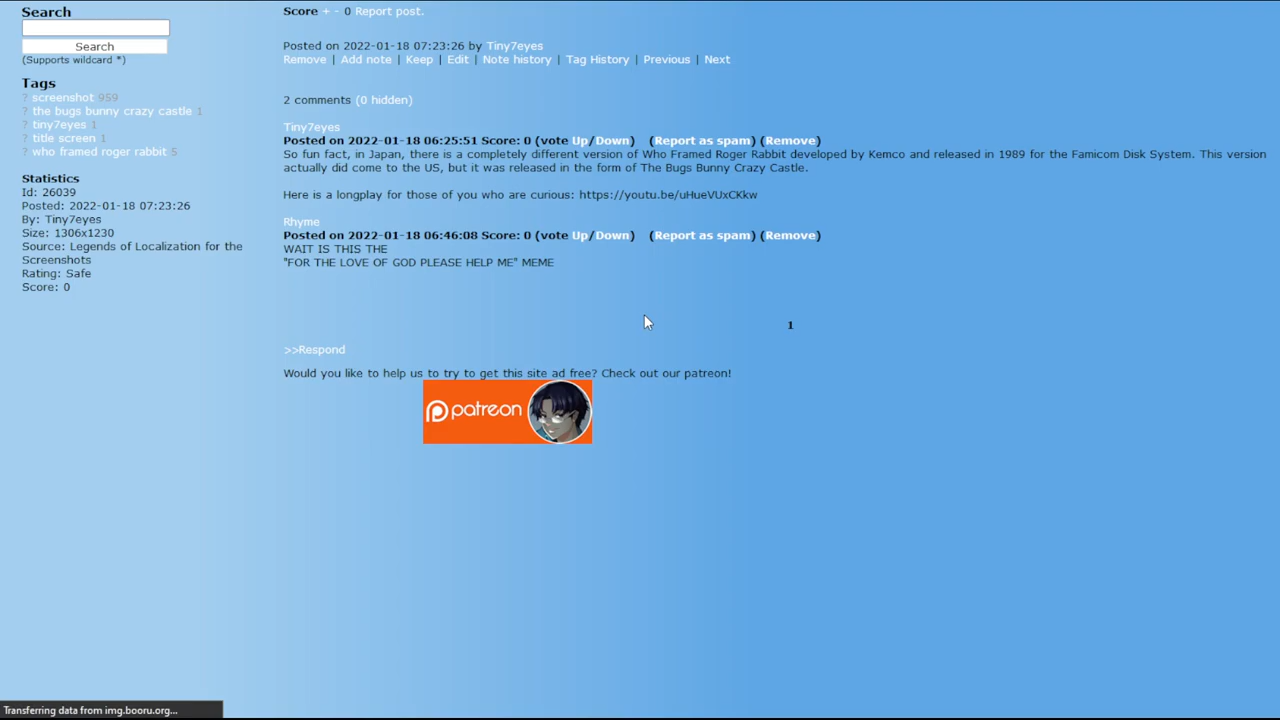 Search
Search
(Supports wildcard *)
Tags
? screenshot 959
? the bugs bunny crazy castle 1
? tiny7eyes 1
? title screen 1
? who framed roger rabbit 5
Statistics
Id: 26039
Posted: 2022-01-18 07:23:26
By: Tiny7eyes
Size: 1306x1230
Source: Legends of Localization for the
Screenshots
Rating: Safe
Score: 0
Score + - 0 Report post.
Posted on 2022-01-18 07:23:26 by Tiny7eyes
Remove | Add note | Keep | Edit | Note history | Tag History | Previous | Next
2 comments (0 hidden)
Tiny7eyes
Posted on 2022-01-18 06:25:51 Score: 0 (vote Up/Down) (Report as spam) (Remove)
So fun fact, in Japan, there is a completely different version of Who Framed Roger Rabbit developed by Kemco and released in 1989 for the Famicom Disk System. This version
actually did come to the US, but it was released in the form of The Bugs Bunny Crazy Castle.
Here is a longplay for those of you who are curious: https://youtu.be/uHueVUxCKkw
Rhyme
Posted on 2022-01-18 06:46:08 Score: 0 (vote Up/Down) (Report as spam) (Remove)
WAIT IS THIS THE
"FOR THE LOVE OF GOD PLEASE HELP ME" MEME
1
>>Respond
Would you like to help us to try to get this site ad free? Check out our patreon!
patreon
Transferring data from img.booru.org...